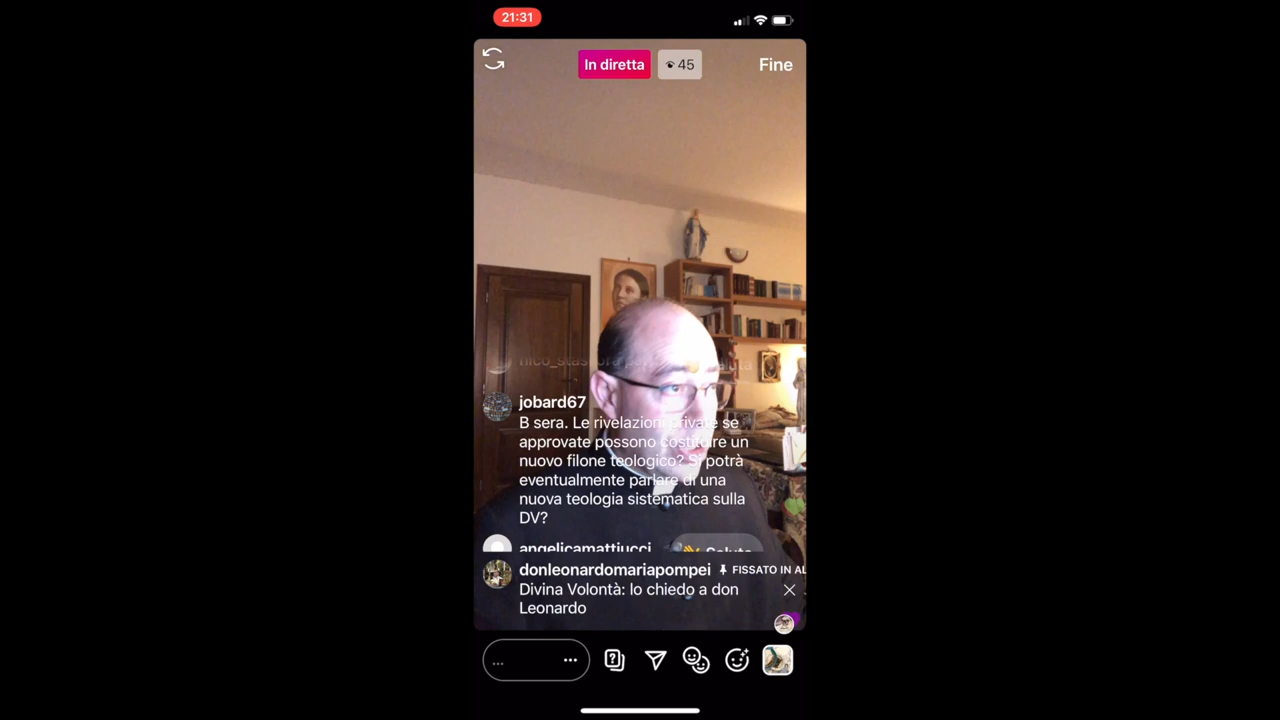 21:31
In diretta
45
Fine
jobard67
B sera. Le rivelazioni private se
approvate possono costituire un
nuovo filone teologico? Si potrà
eventualmente parlare di una
nuova teologia sistematica sulla
DV?
angelicamattiucci
Saluta
donleonardomariapompei FISSATO IN AL
Divina Volontà: lo chiedo a don
Leonardo
...